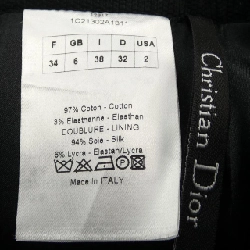 F GB I D USA
34 6 38 32 2
97% Coton - Cotton
3% Elasthanne - Elasthan
DOUBLURE - LINING
94% Soie - Silk
6% Lycra - Elastan/Lycra
Made In ITALY
Christian Dior